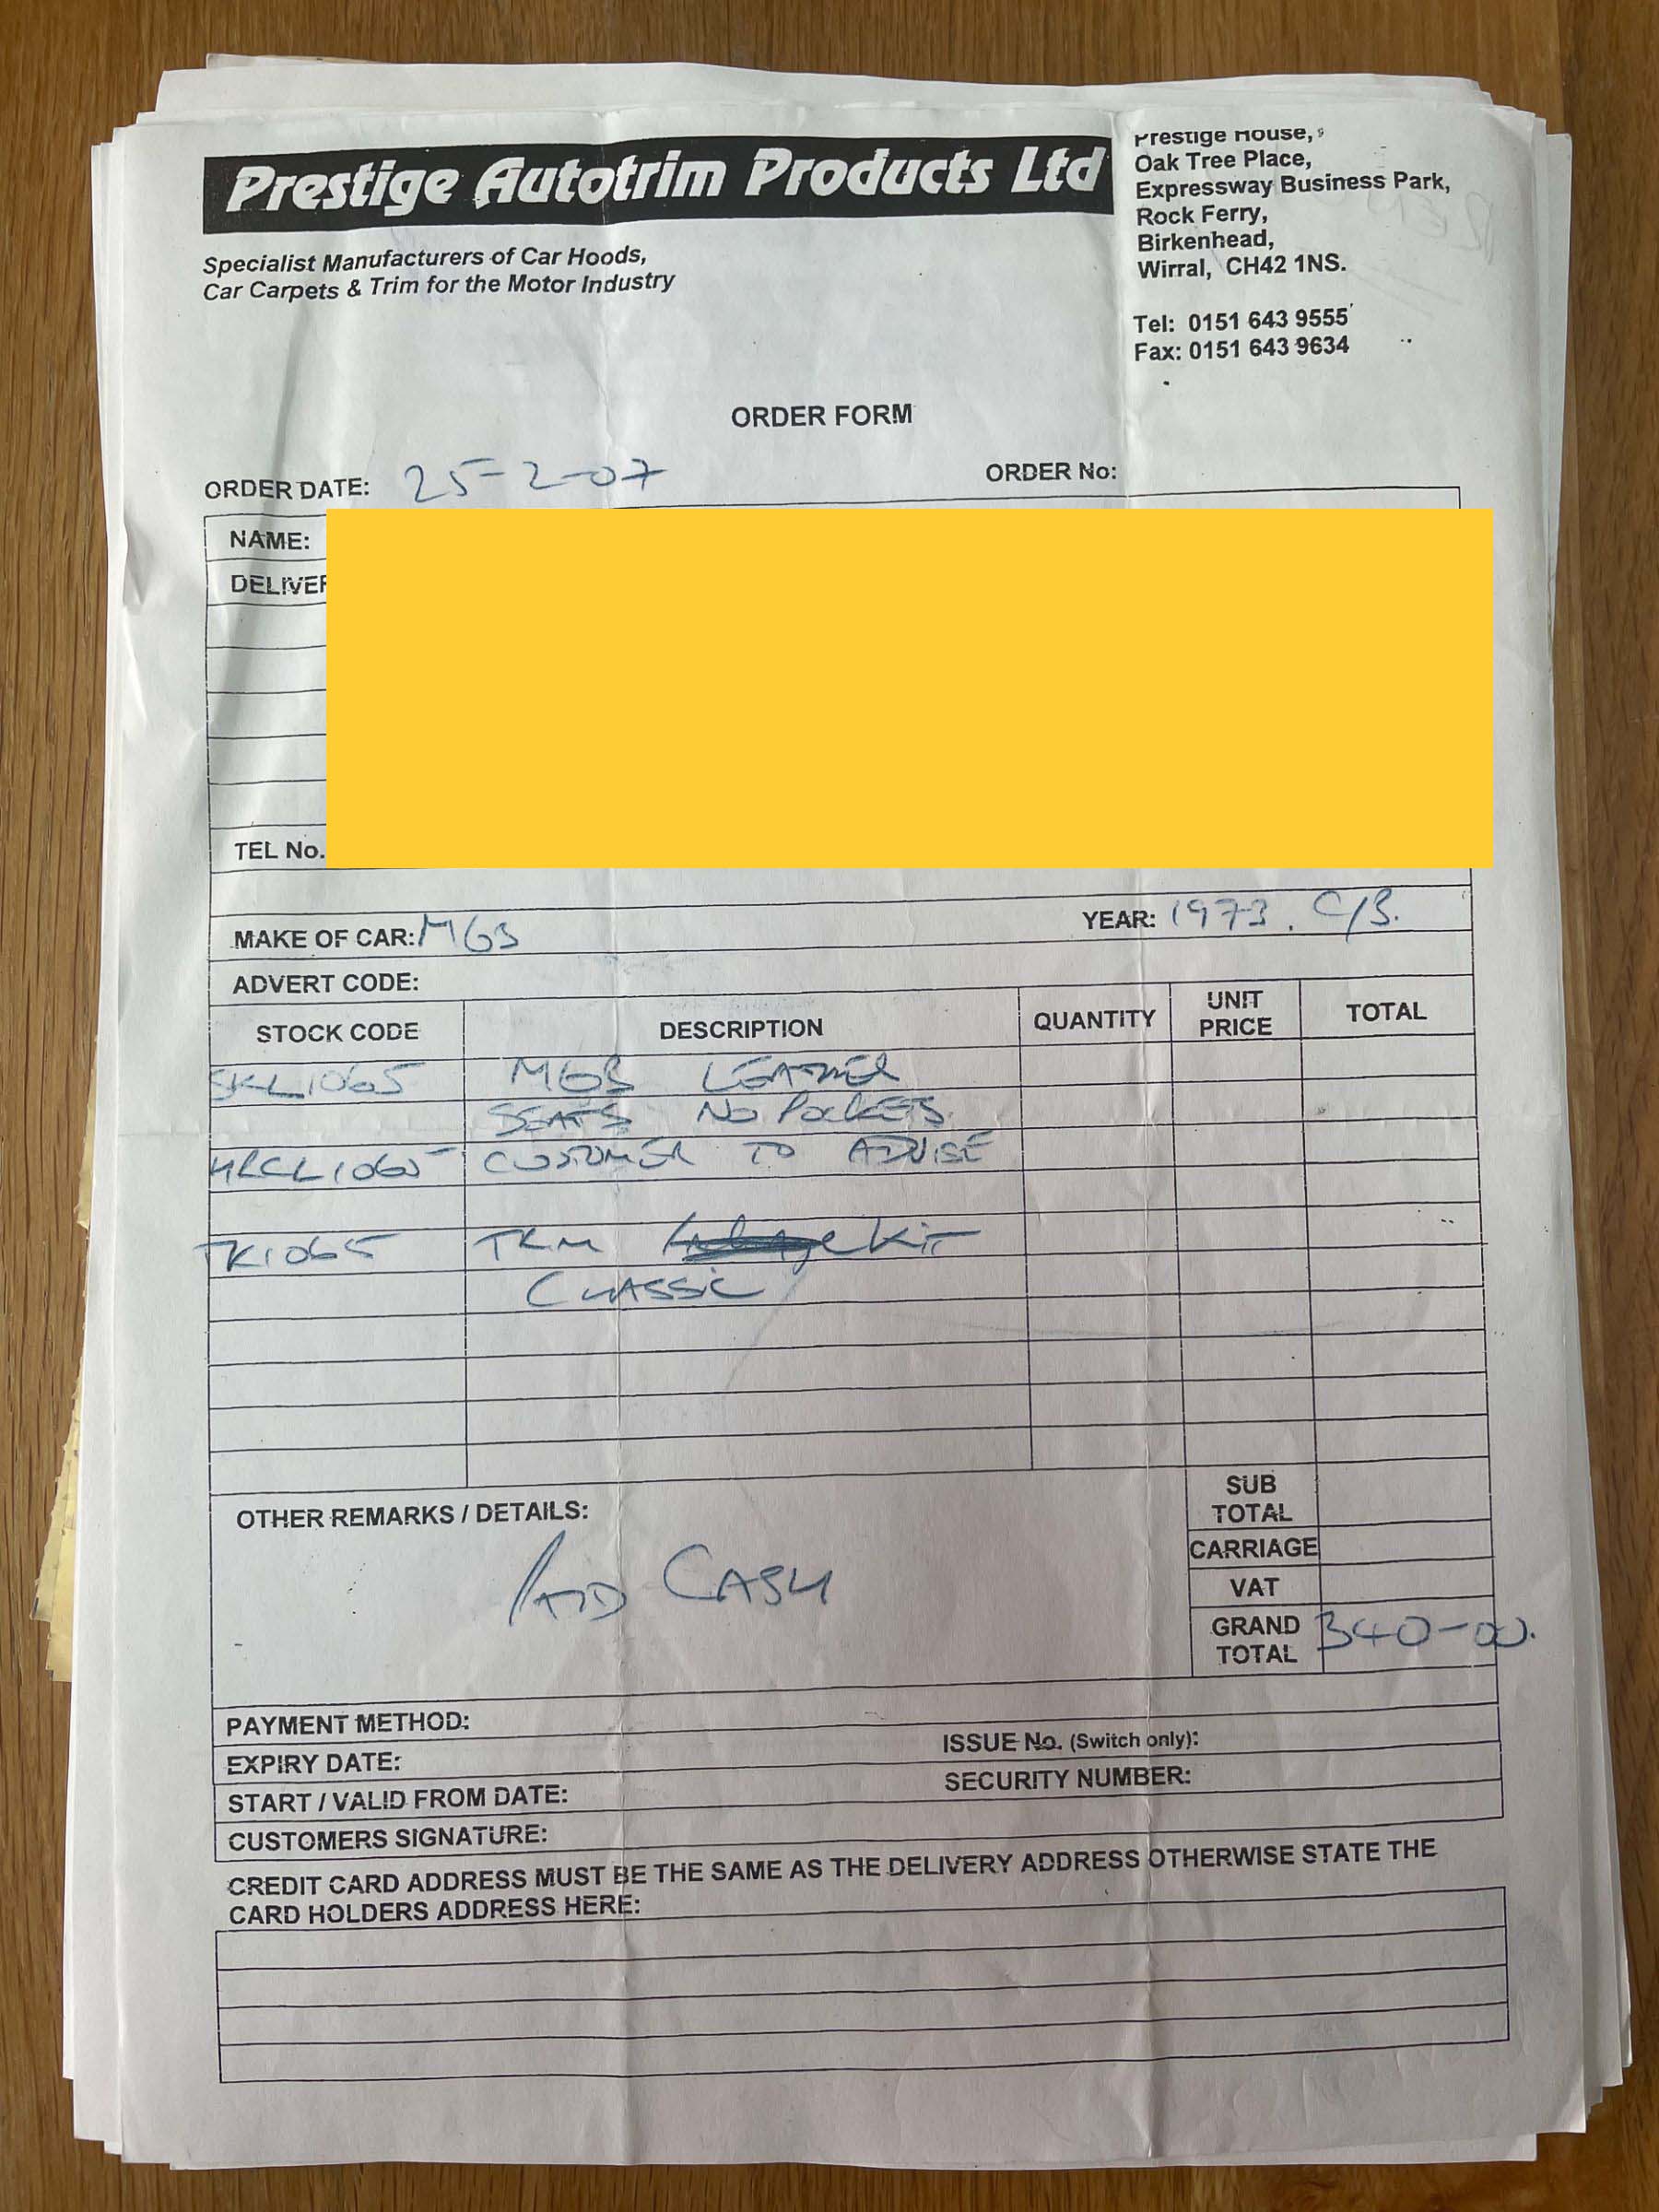 Prestige Autotrim Products Ltd
Specialist Manufacturers of Car Hoods,
Car Carpets & Trim for the Motor Industry
Prestige House,
Oak Tree Place,
Expressway Business Park,
Rock Ferry,
Birkenhead,
Wirral, CH42 1NS.
Tel: 0151 643 9555
Fax: 0151 643 9634
ORDER FORM
ORDER DATE: 25-2-07 ORDER No:
NAME:
DELIVER
TEL No.
MAKE OF CAR: MGB YEAR: 1973. C/B.
ADVERT CODE:
STOCK CODE DESCRIPTION QUANTITY UNIT PRICE TOTAL
SKL1065 MGB LEATHER
SEATS NO POCKETS.
HRCL1065 CUSTOMER TO ADVISE
TK1065 TRM KIT
CLASSIC
OTHER REMARKS / DETAILS:
PAID CASH
SUB TOTAL
CARRIAGE
VAT
GRAND TOTAL 340-00.
PAYMENT METHOD:
EXPIRY DATE: ISSUE No. (Switch only):
START / VALID FROM DATE: SECURITY NUMBER:
CUSTOMERS SIGNATURE:
CREDIT CARD ADDRESS MUST BE THE SAME AS THE DELIVERY ADDRESS OTHERWISE STATE THE
CARD HOLDERS ADDRESS HERE: